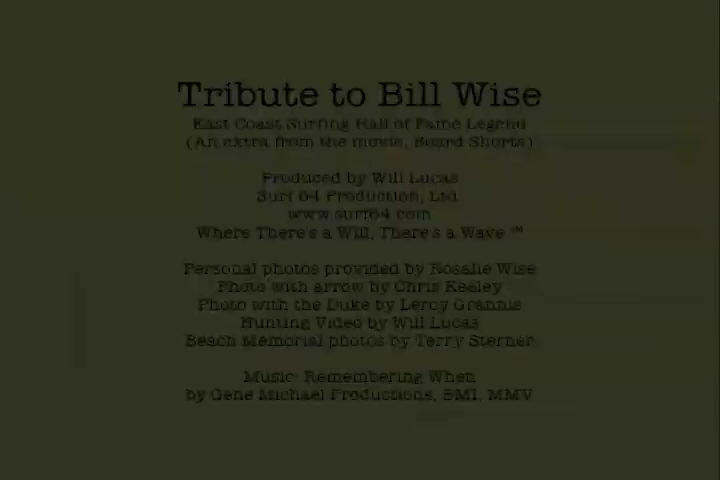 Tribute to Bill Wise
East Coast Surfing Hall of Fame Legend
(An extra from the movie, Board Shorts)
Produced by Will Lucas
Surf 64 Production, Ltd.
www.surf64.com
Where There's a Will, There's a Wave ™
Personal photos provided by Rosalie Wise
Photo with arrow by Chris Keeley
Photo with the Duke by Leroy Grannis
Hunting Video by Will Lucas
Beach Memorial photos by Terry Sterner
Music: Remembering When
by Gene Michael Productions, BMI, MMV